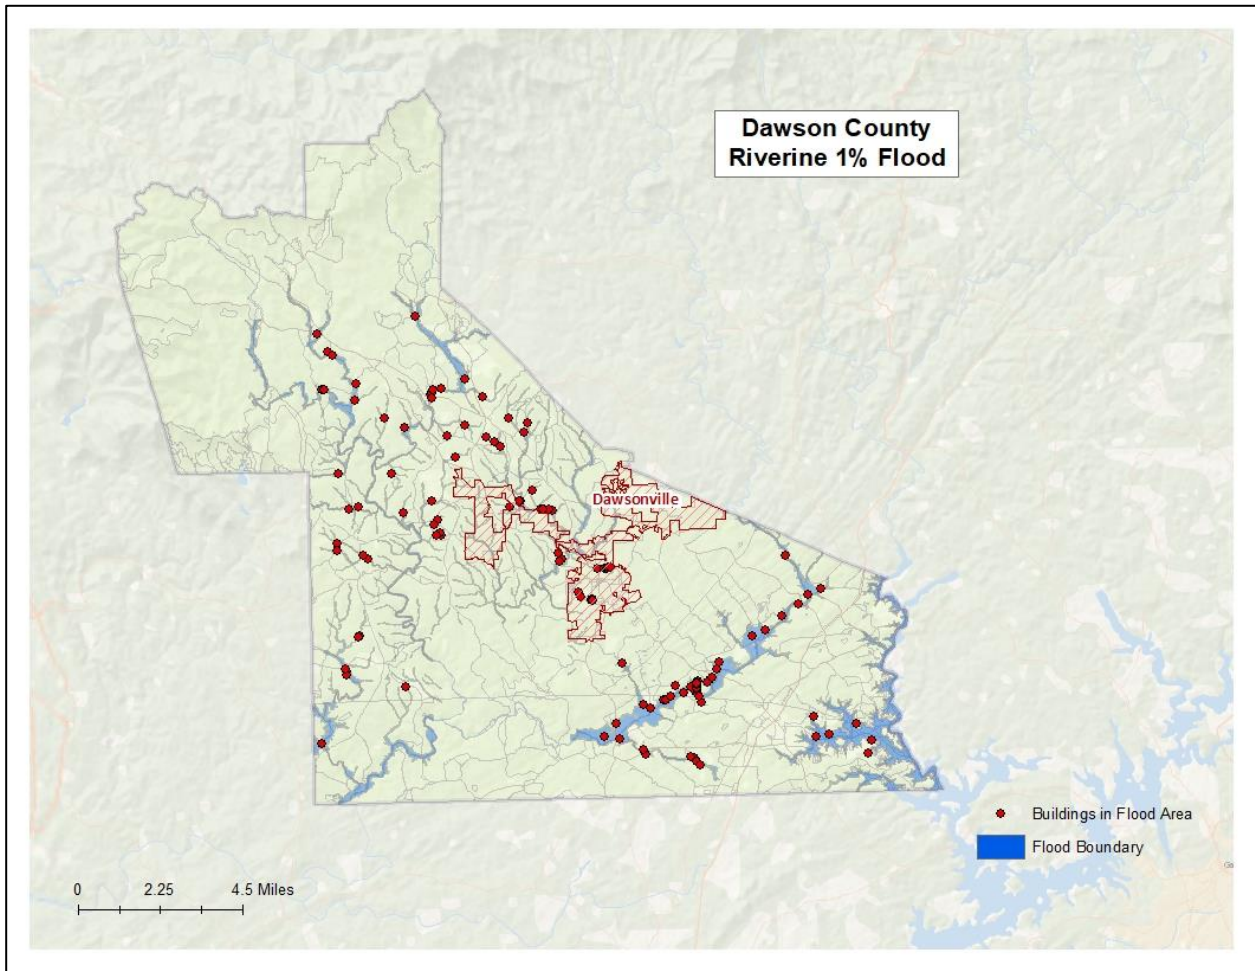 Dawson County
Riverine 1% Flood
Dawsonville
Buildings in Flood Area
Flood Boundary
0 2.25 4.5 Miles